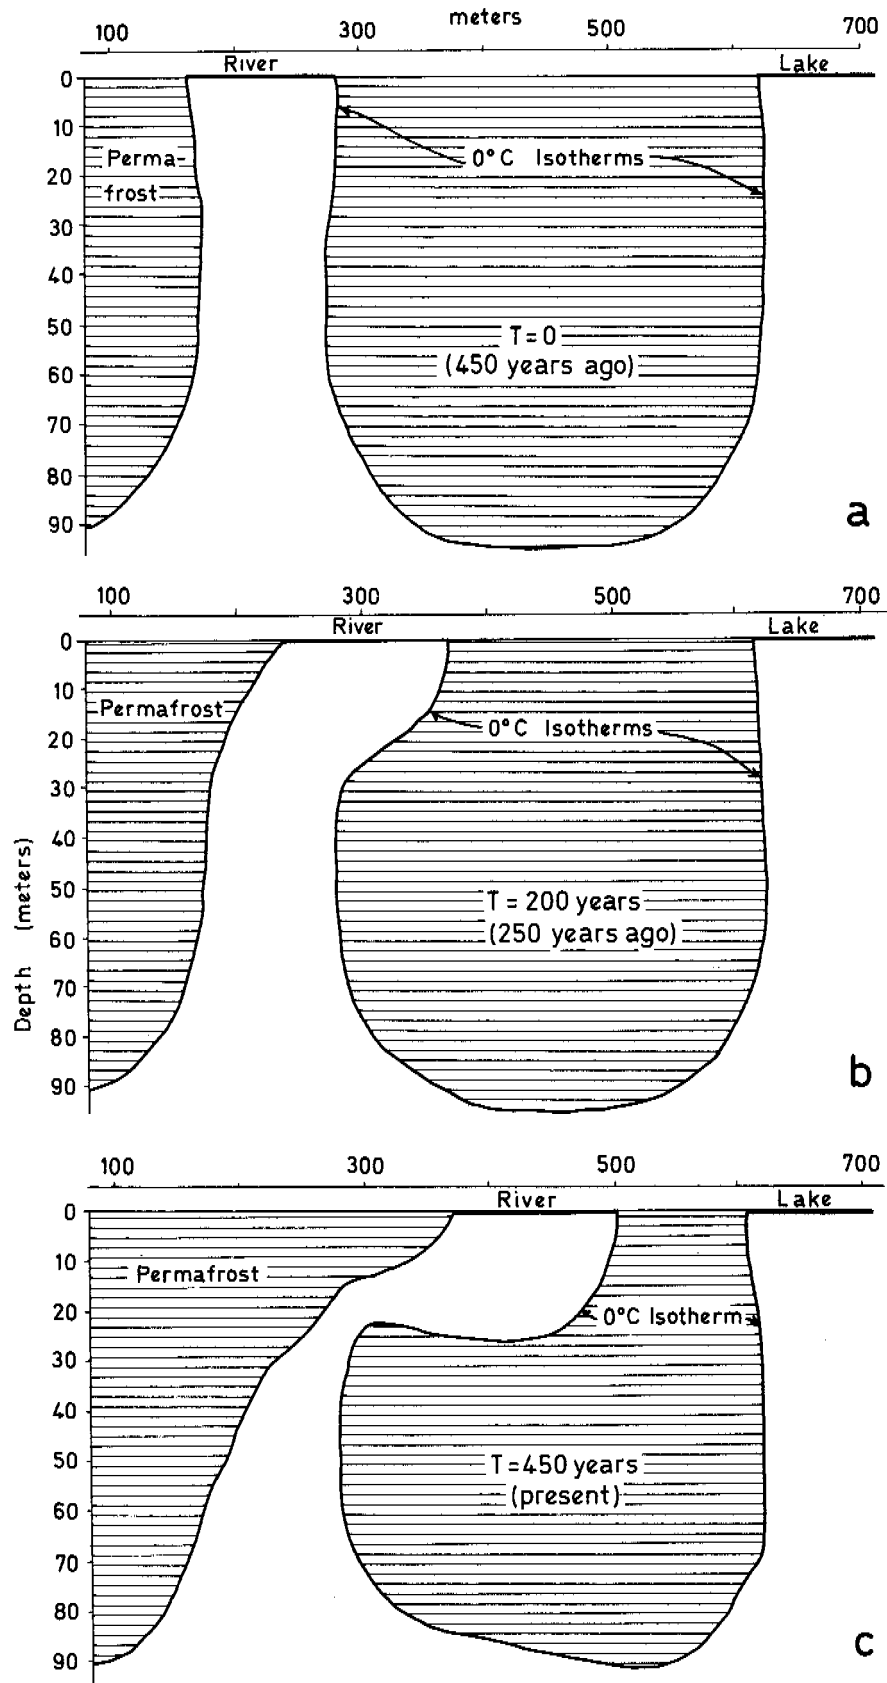 meters
100 300 500 700
River Lake
0
10
Perma- 0°C Isotherms
20
frost
30
40
50
T=0
(450 years ago)
60
70
80
90
a
100 300 500 700
River Lake
0
10
Permafrost
0°C Isotherms
20
30
40
50
T = 200 years
(250 years ago)
60
70
80
90
Depth (meters)
b
100 300 500 700
River Lake
0
10
Permafrost
20
0°C Isotherm
30
40
50
T=450 years
(present)
60
70
80
90
c